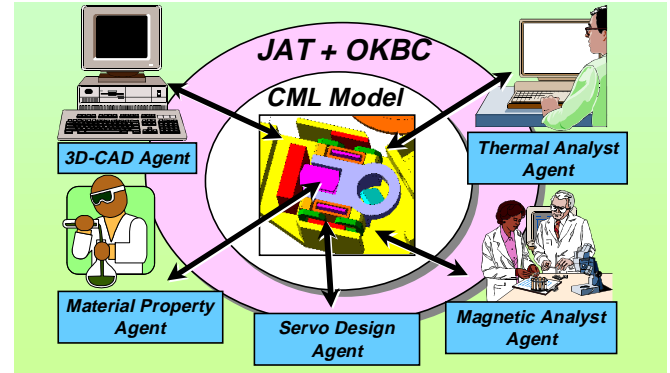 JAT + OKBC
CML Model
3D-CAD Agent
Thermal Analyst
Agent
Material Property
Agent
Servo Design
Agent
Magnetic Analyst
Agent